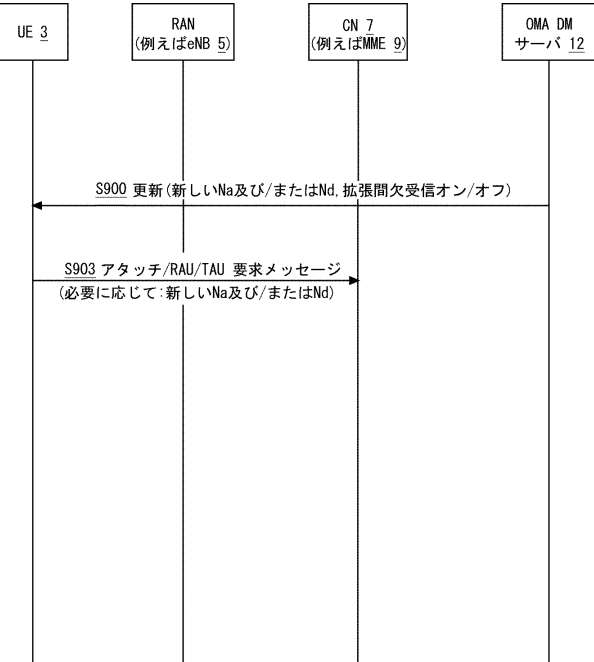 UE 3
RAN
(例えばeNB 5)
CN 7
(例えばMME 9)
OMA DM
サーバ 12
S900 更新(新しいNa及び/またはNd,拡張間欠受信オン/オフ)
S903 アタッチ/RAU/TAU 要求メッセージ
(必要に応じて:新しいNa及び/またはNd)